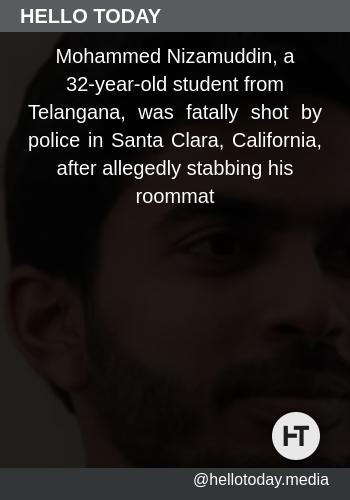 HELLO TODAY
Mohammed Nizamuddin, a
32-year-old student from
Telangana, was fatally shot by
police in Santa Clara, California,
after allegedly stabbing his
roommat
HT
@hellotoday.media